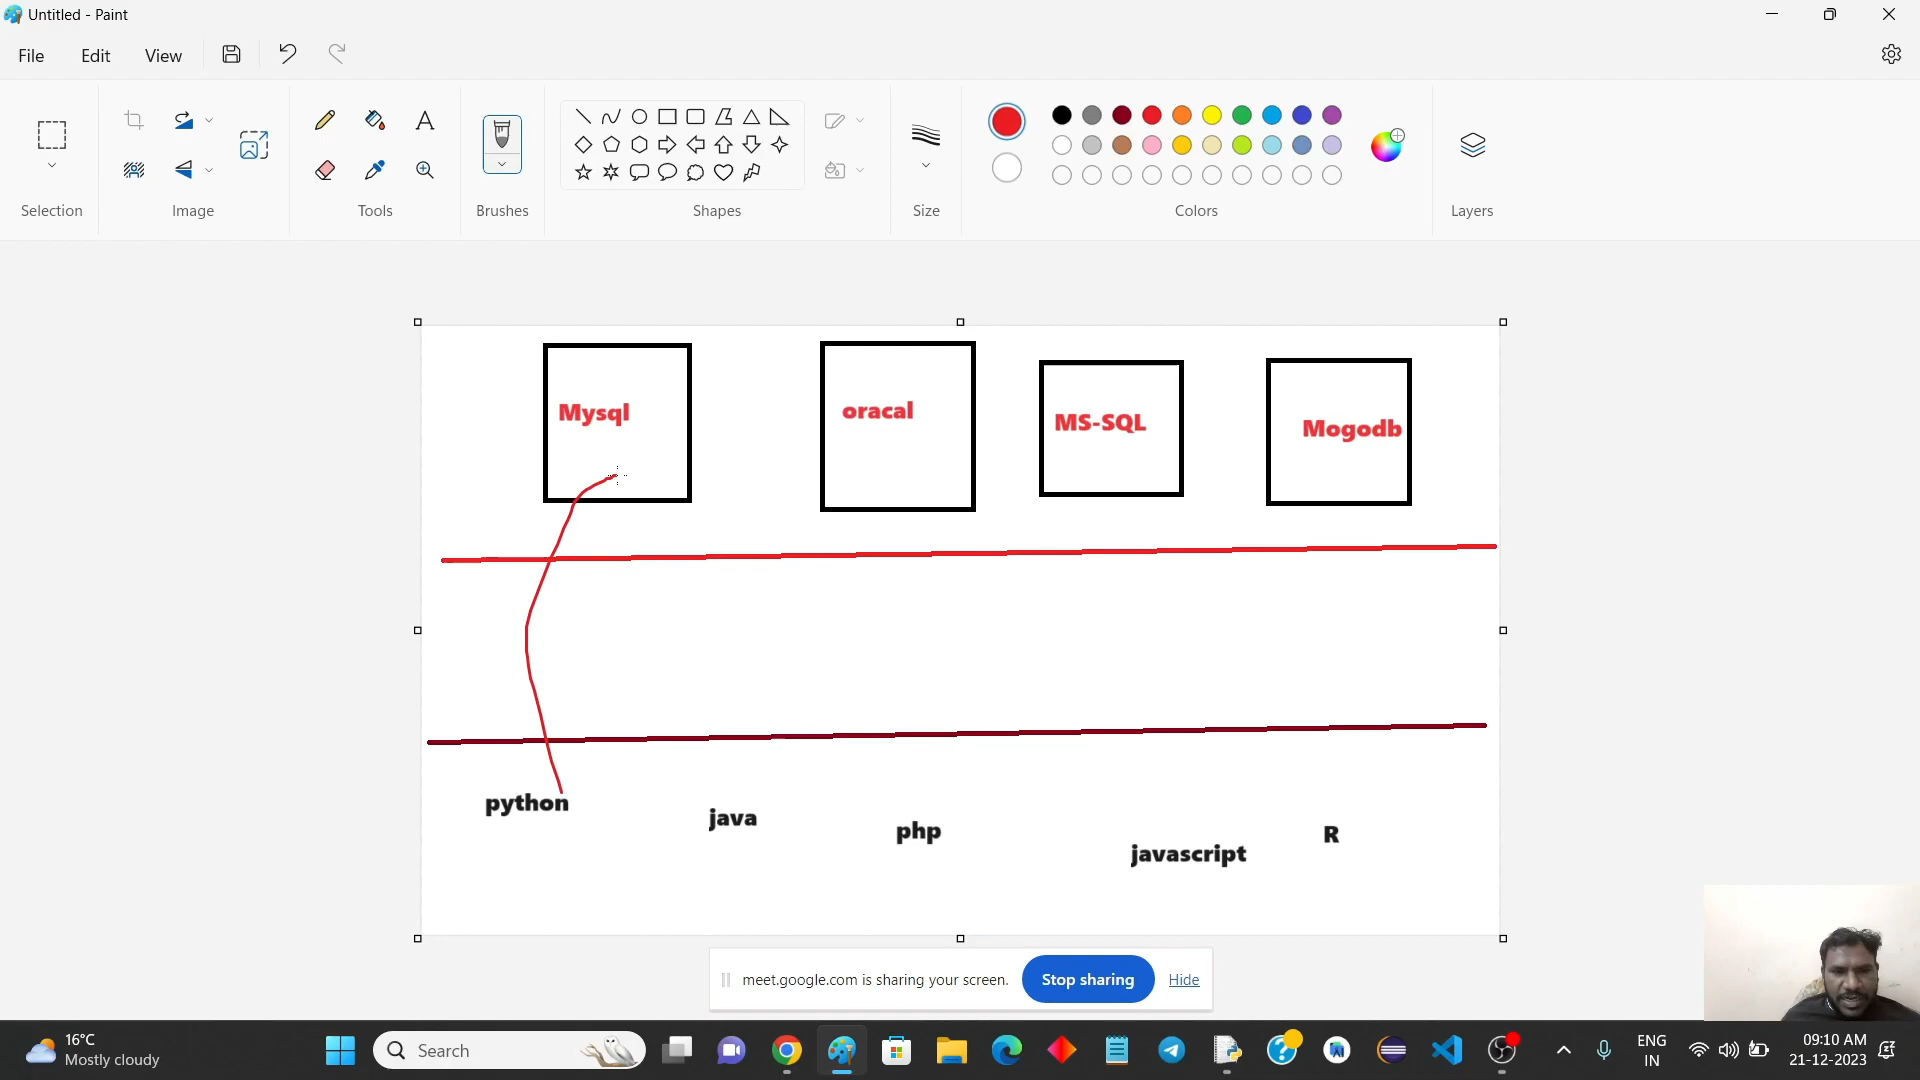 Untitled - Paint
File Edit View
Selection Image Tools Brushes Shapes Size Colors Layers
Mysql
oracal
MS-SQL
Mogodb
python
java
php
javascript
R
meet.google.com is sharing your screen. Stop sharing Hide
16°C
Mostly cloudy
Search
ENG
IN
09:10 AM
21-12-2023